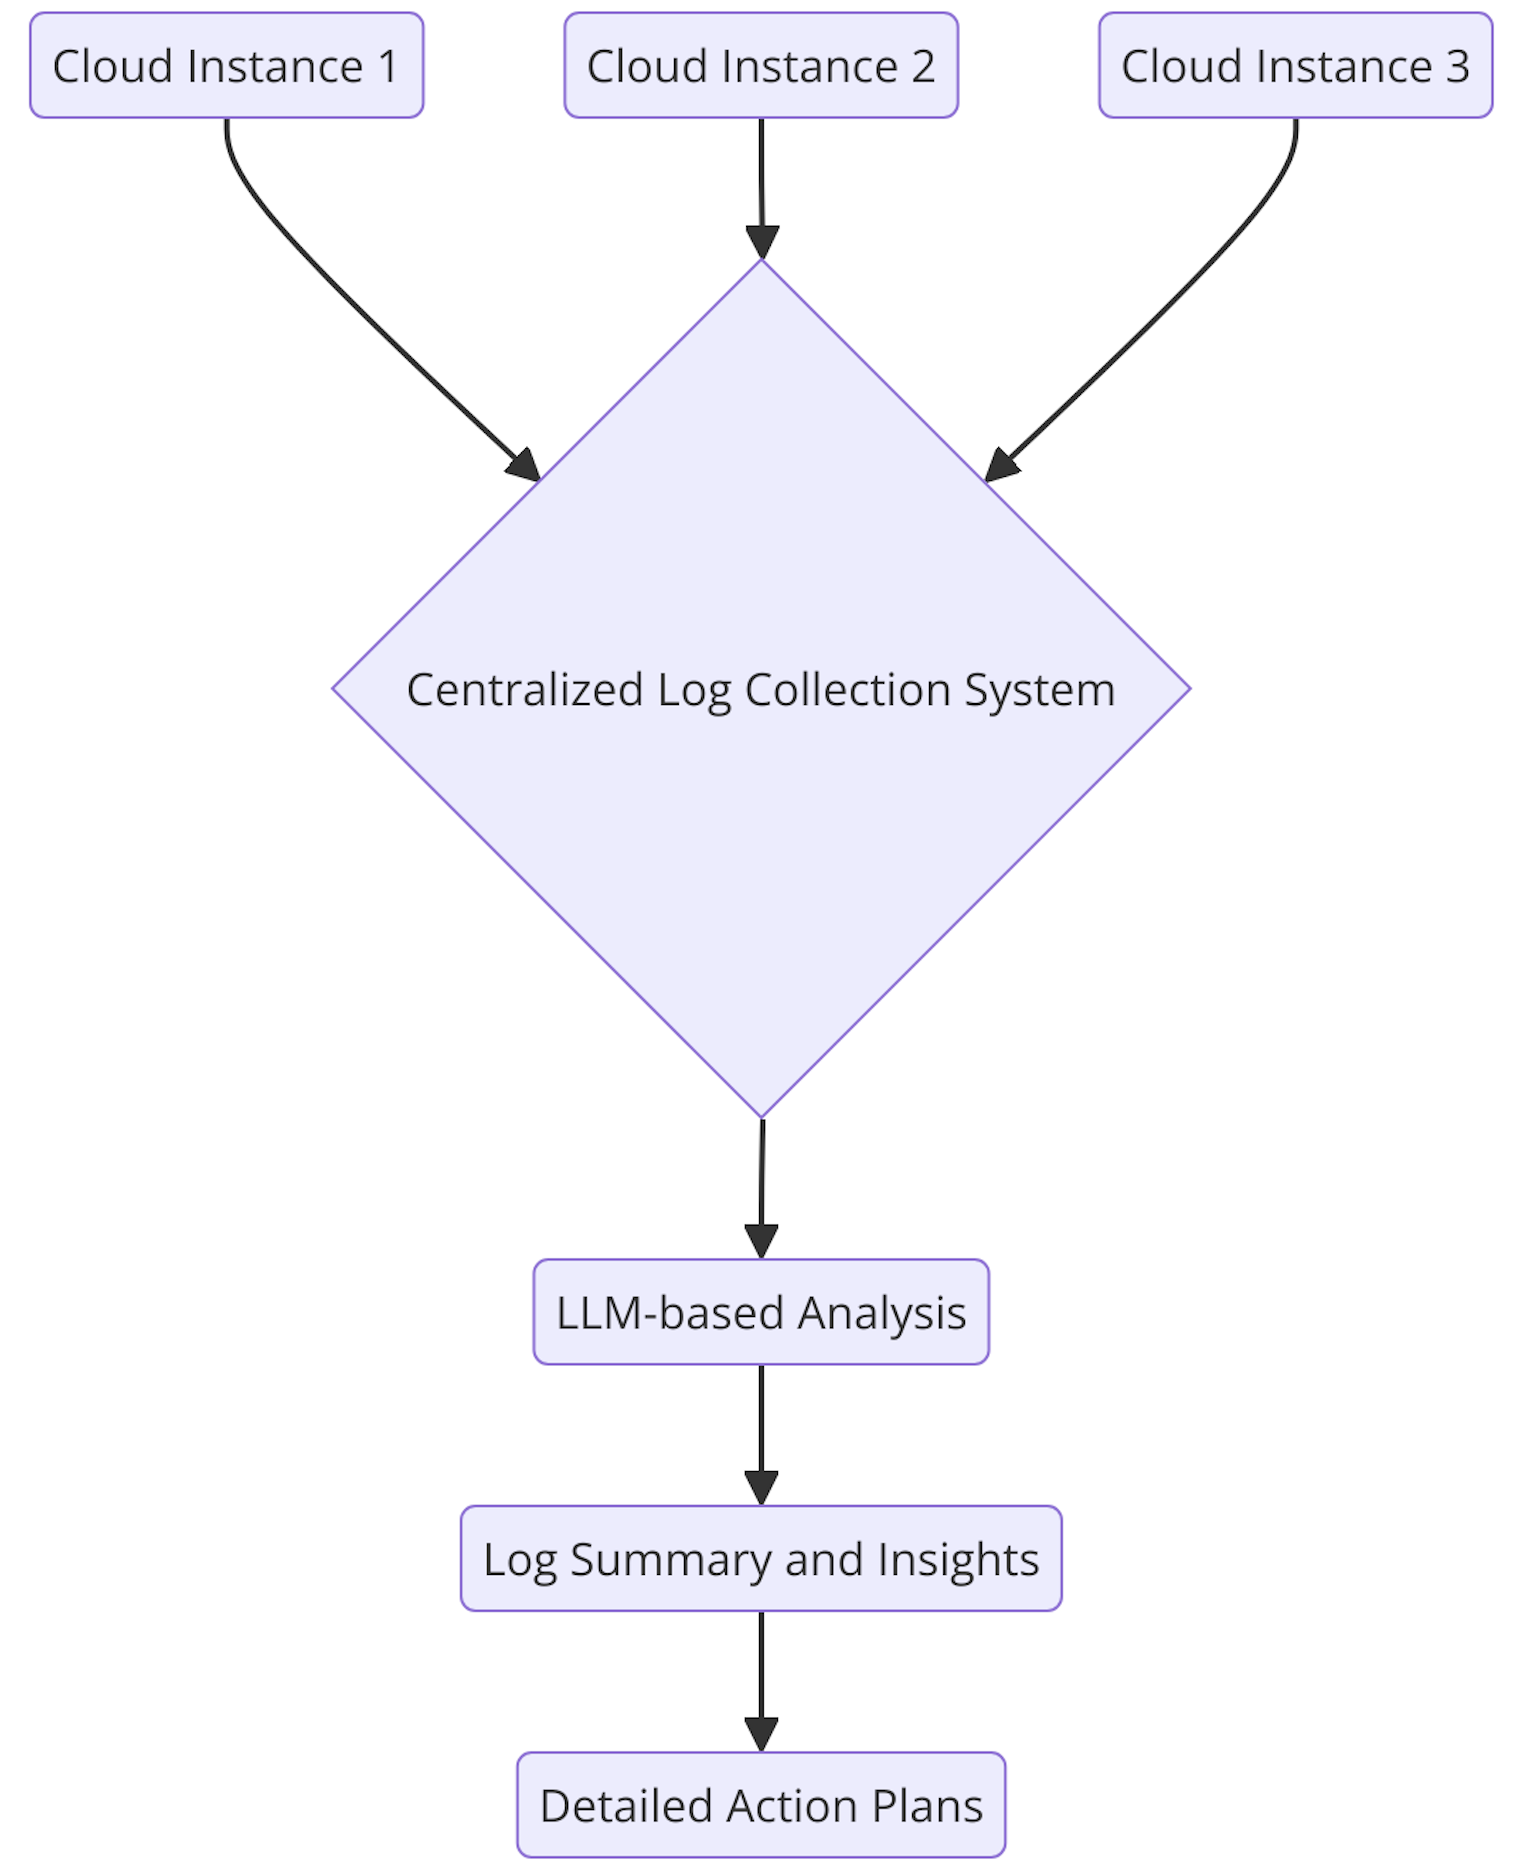 Cloud Instance 1
Cloud Instance 2
Cloud Instance 3
Centralized Log Collection System
LLM-based Analysis
Log Summary and Insights
Detailed Action Plans